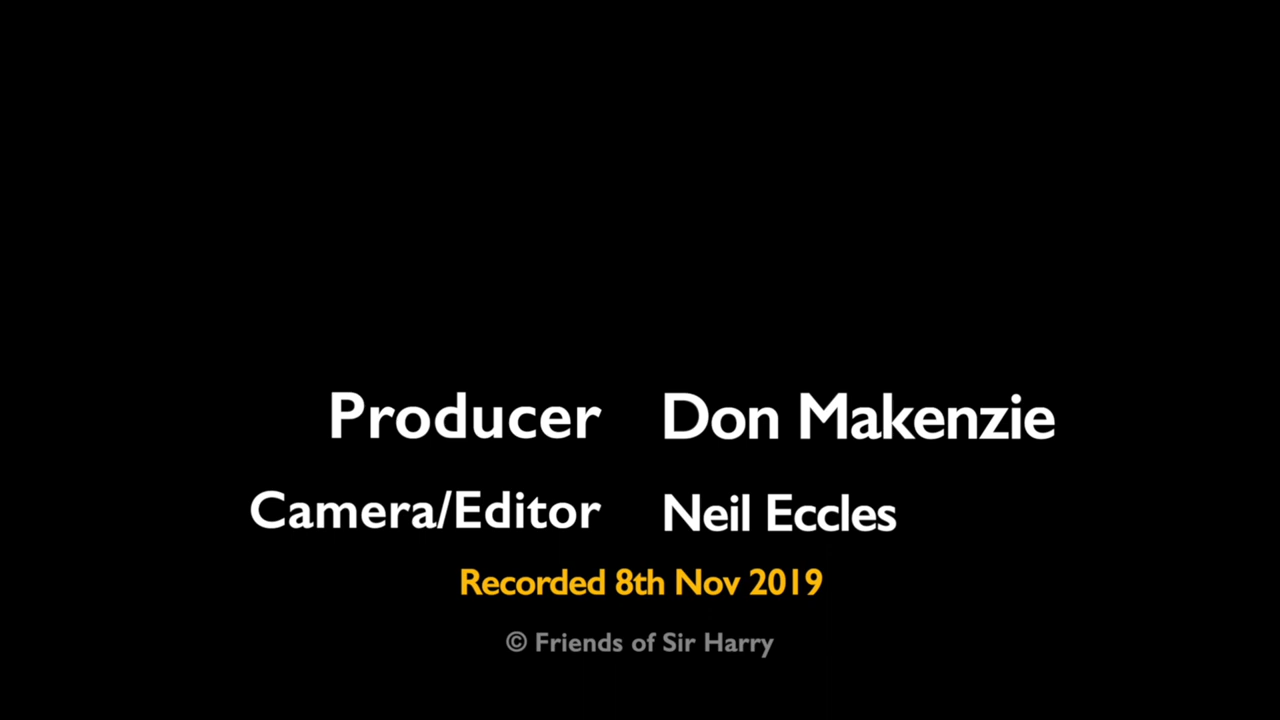 Producer Don Makenzie
Camera/Editor Neil Eccles
Recorded 8th Nov 2019
© Friends of Sir Harry